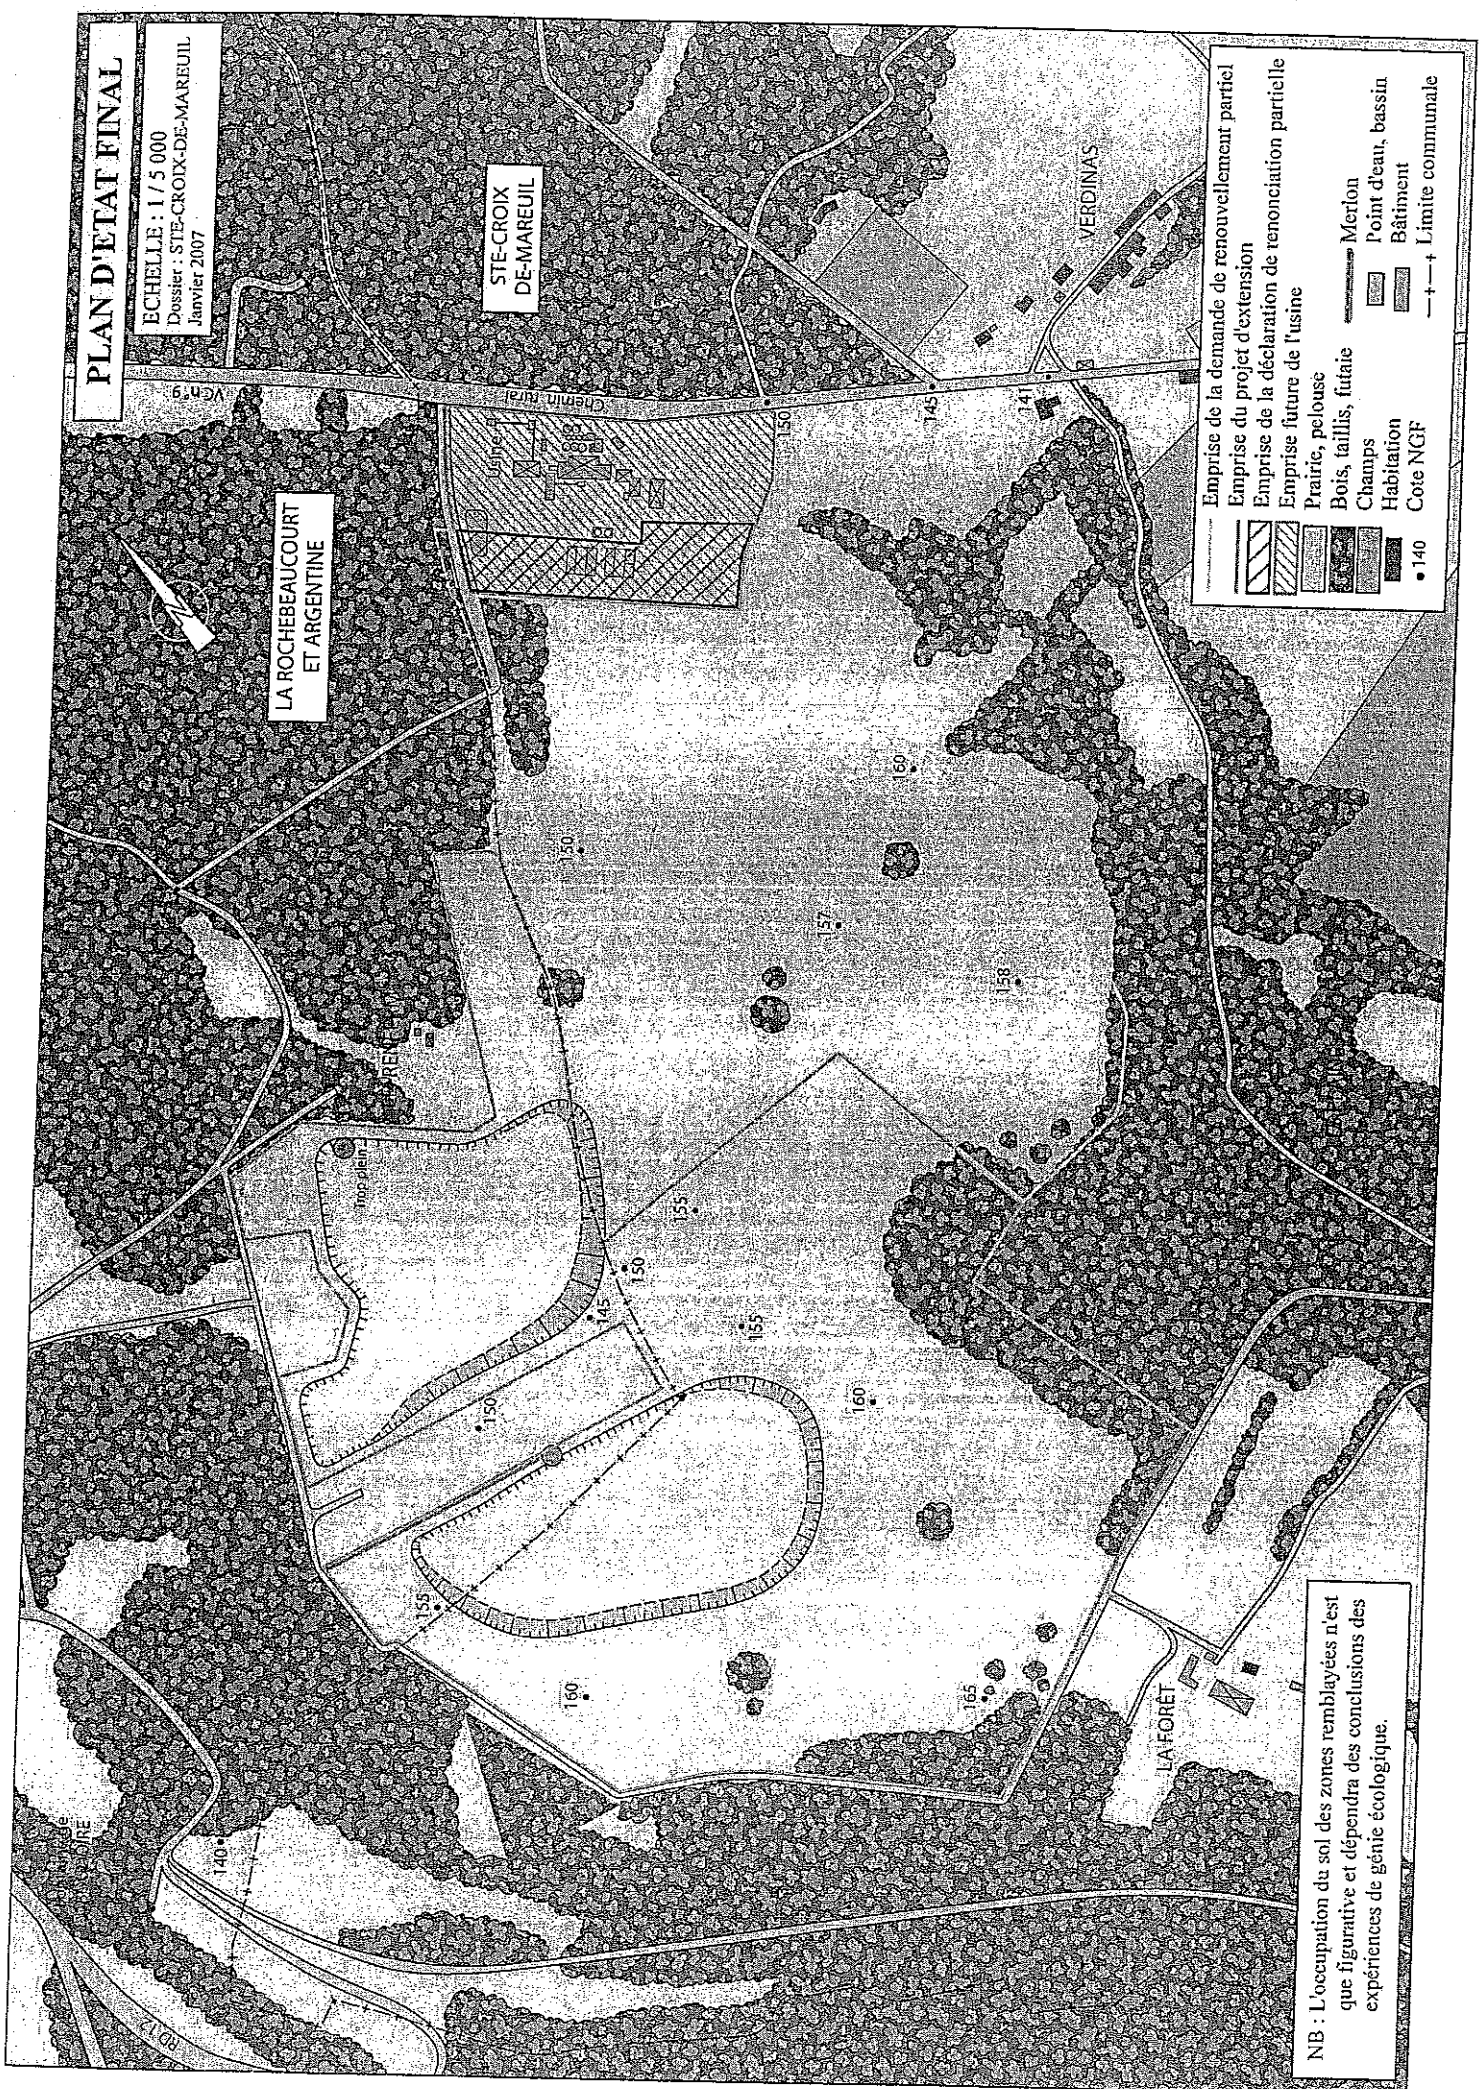 PLAN D'ETAT FINAL
ECHELLE : 1 / 5 000
Dossier : STE-CROIX-DE-MAREUIL
Janvier 2007
VC n°9
Chemin rural
STE-CROIX
DE-MAREUIL
LA ROCHEBEAUCOURT
ET ARGENTINE
Usine
VERDINAS
150
145
141
150
160
157
158
Trop plein
155
150
145
155
150
160
155
160
165
140
RD 12
LA FORÊT
Emprise de la demande de renouvellement partiel
Emprise du projet d'extension
Emprise de la déclaration de renonciation partielle
Emprise future de l'usine
Prairie, pelouse
Bois, taillis, futaie
Champs
Habitation
• 140 Cote NGF
Merlon
Point d'eau, bassin
Bâtiment
Limite communale
NB : L'occupation du sol des zones remblayées n'est
que figurative et dépendra des conclusions des
expériences de génie écologique.